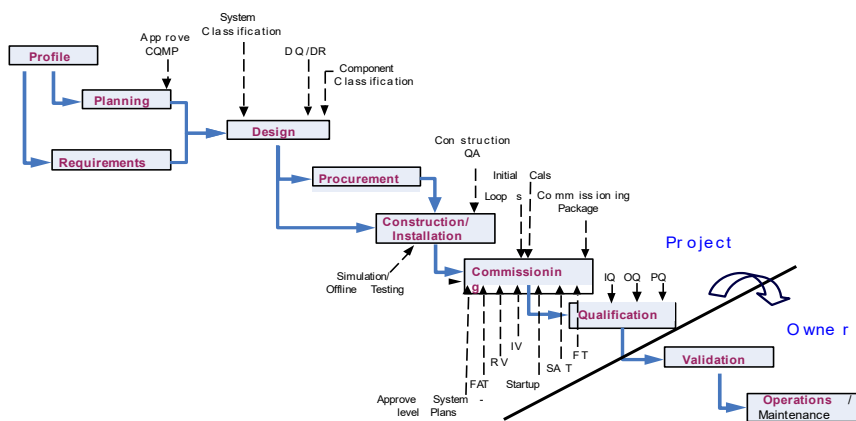 System
Classification
Approve
CQMP
DQ/DR
Component
Classification
Profile
Planning
Design
Requirements
Construction
QA
Procurement
Initial Cals
Loops
Commissioning
Package
Construction/
Installation
Project
Simulation/
Offline Testing
Commissionin
g
IQ OQ PQ
Qualification
Owner
IV
RV
FT
SAT
FAT
Startup
Validation
Approve System -
level Plans
Operations /
Maintenance